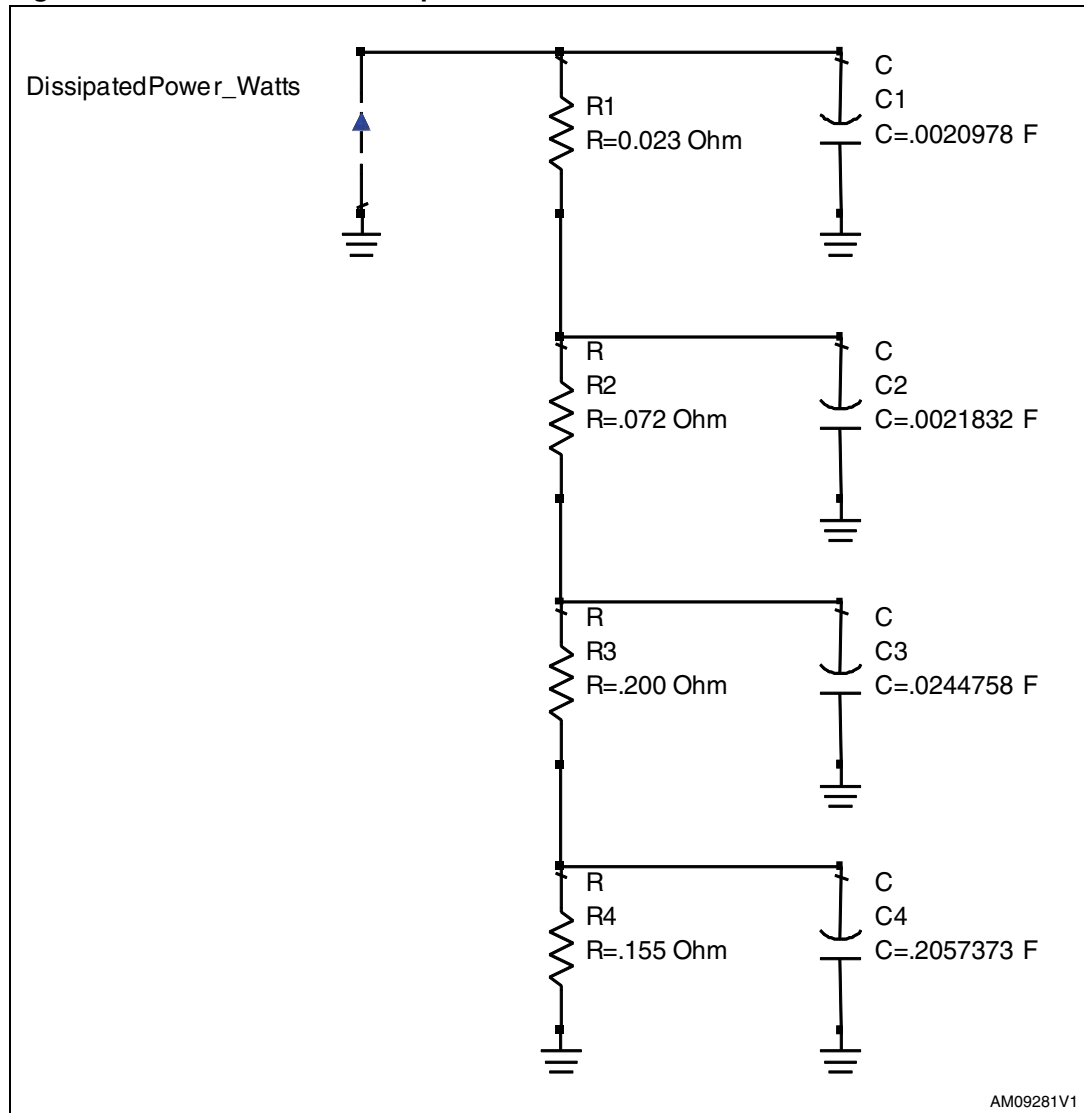 DissipatedPower_Watts
R1
R=0.023 Ohm
C
C1
C=.0020978 F
R
R2
R=.072 Ohm
C
C2
C=.0021832 F
R
R3
R=.200 Ohm
C
C3
C=.0244758 F
R
R4
R=.155 Ohm
C
C4
C=.2057373 F
AM09281V1